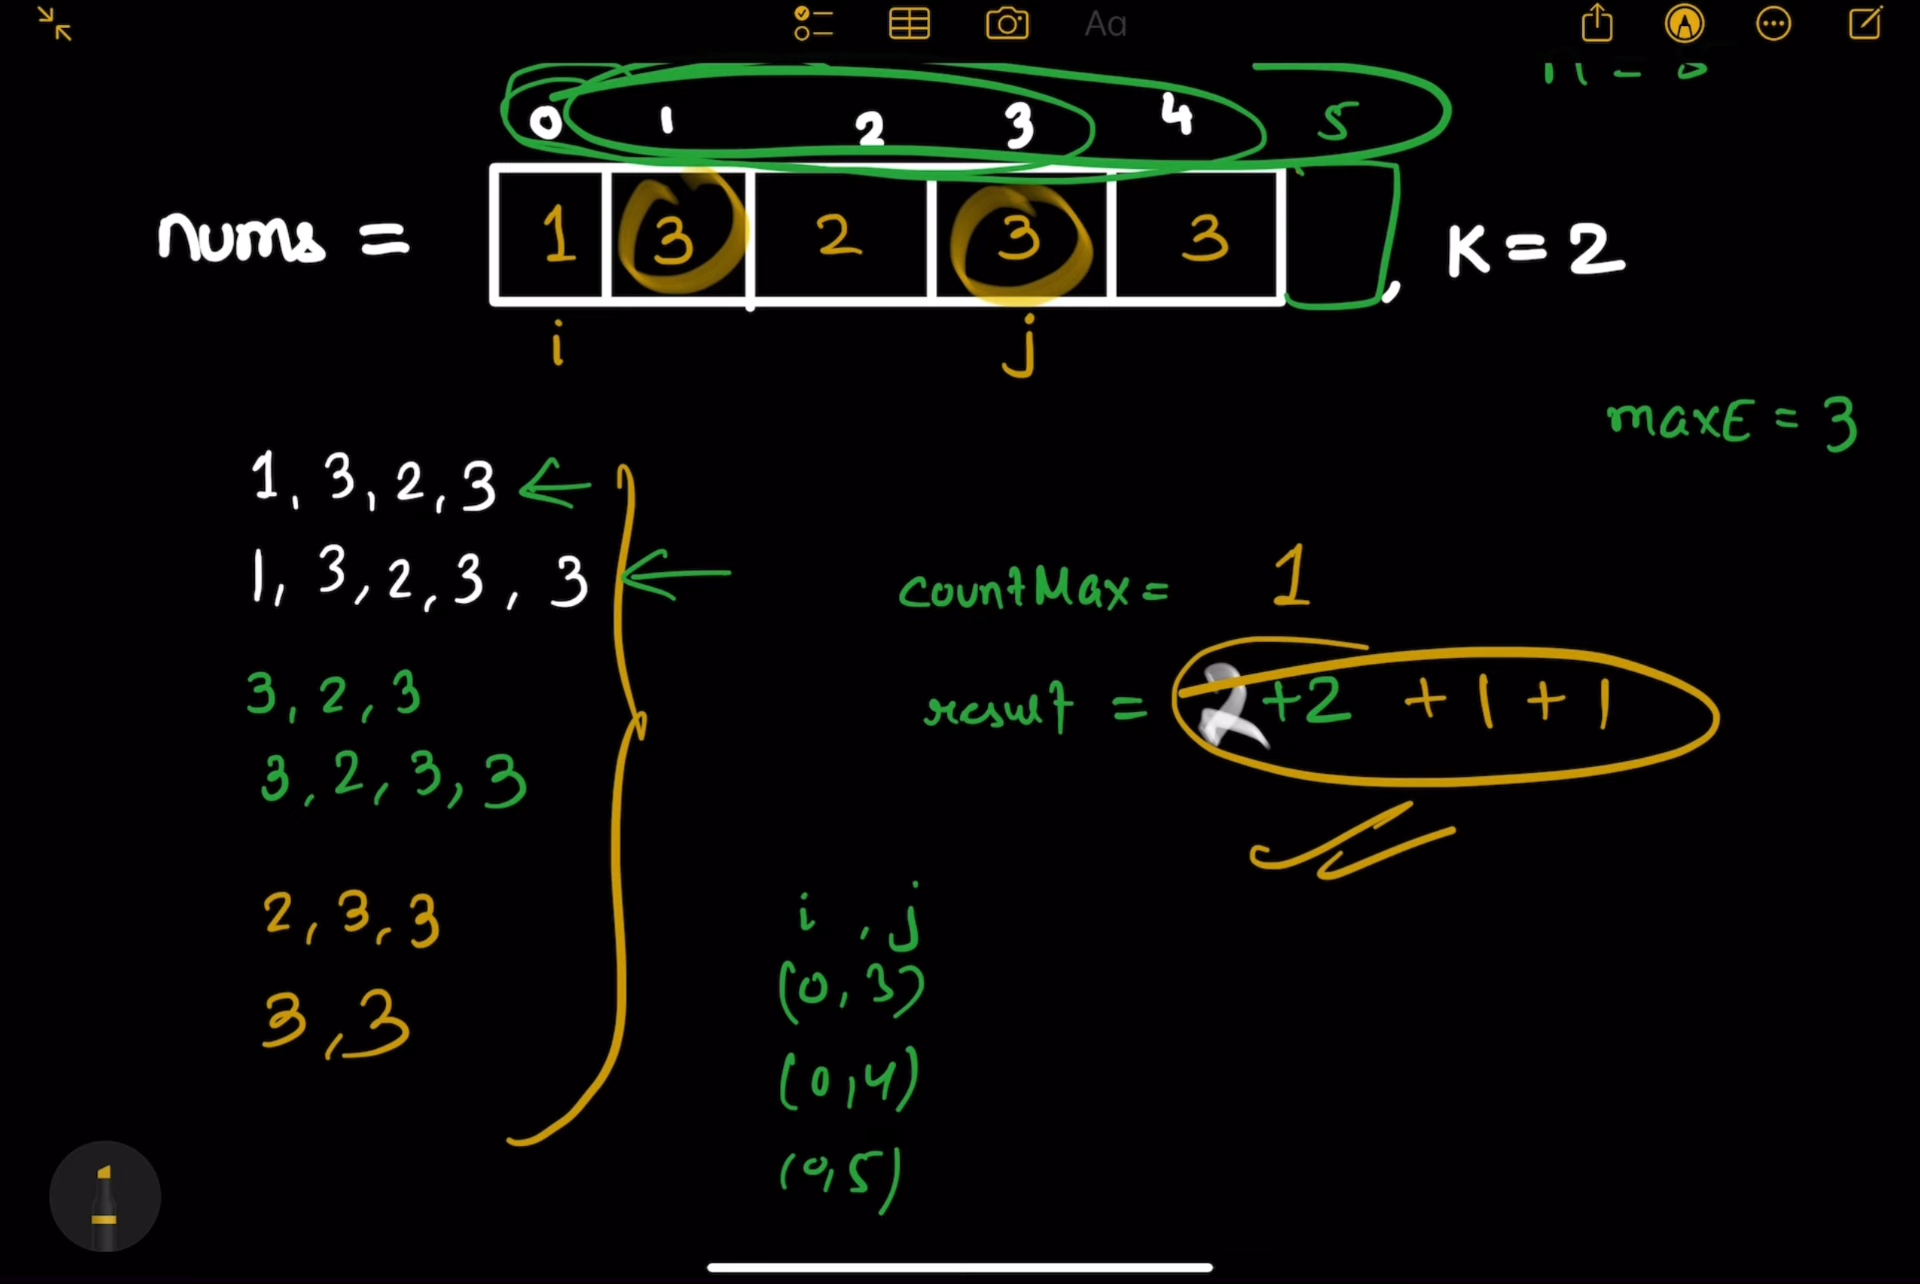 Aa
0 1 2 3 4 5
nums = 1 3 2 3 3 , K = 2
i j
maxE = 3
1, 3, 2, 3
1, 3, 2, 3, 3
countMax = 1
3, 2, 3
result = 2 + 2 + 1 + 1
3, 2, 3, 3
2, 3, 3
i , j
(0, 3)
3, 3
(0, 4)
(0, 5)